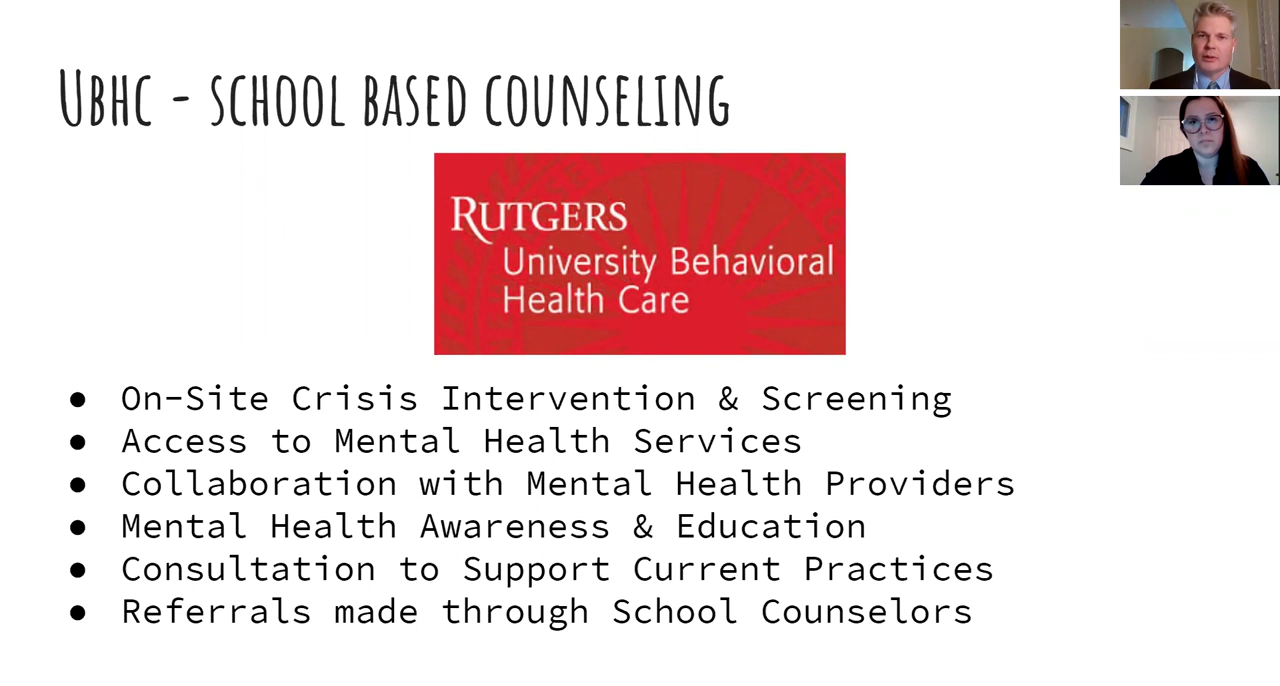 UBHC - SCHOOL BASED COUNSELING
RUTGERS
University Behavioral
Health Care
● On-Site Crisis Intervention & Screening
● Access to Mental Health Services
● Collaboration with Mental Health Providers
● Mental Health Awareness & Education
● Consultation to Support Current Practices
● Referrals made through School Counselors